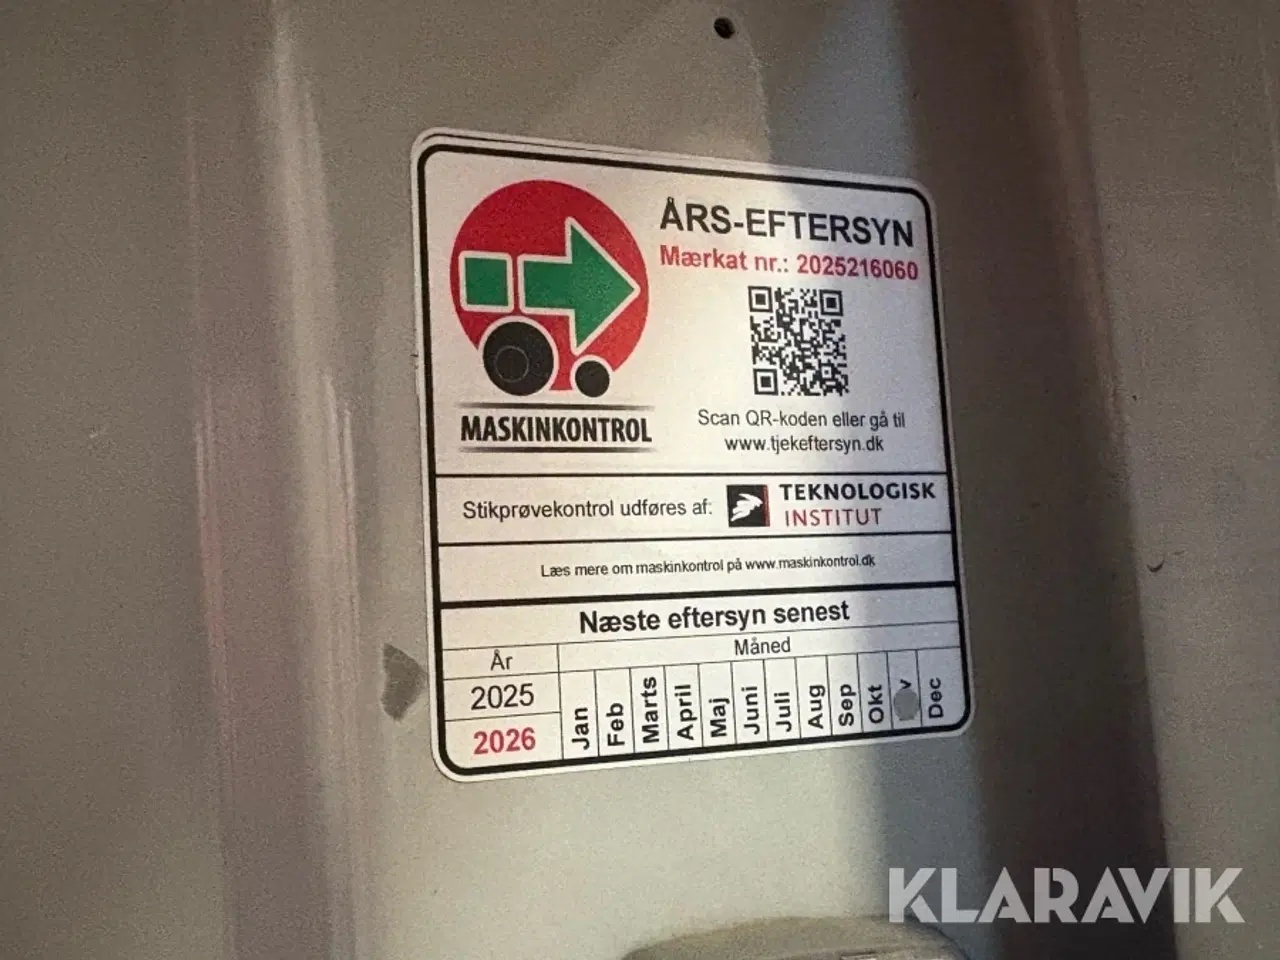 ÅRS-EFTERSYN
Mærkat nr.: 2025216060
MASKINKONTROL
Scan QR-koden eller gå til
www.tjekeftersyn.dk
Stikprøvekontrol udføres af:
TEKNOLOGISK
INSTITUT
Læs mere om maskinkontrol på www.maskinkontrol.dk
Næste eftersyn senest
År
Måned
2025
2026
Jan Feb Marts April Maj Juni Juli Aug Sep Okt Dec
KLARAVIK